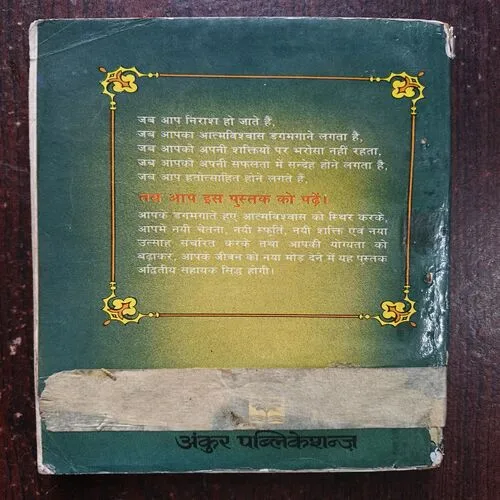 जब आप निराश हो जाते हैं,
जब आपका आत्मविश्वास डगमगाने लगता है,
जब आपको अपनी शक्तियों पर भरोसा नहीं रहता,
जब आपको अपनी सफलता में सन्देह होने लगता है,
जब आप हतोत्साहित होने लगते हैं,
तब आप इस पुस्तक को पढ़ें।
आपके डगमगाते हुए आत्मविश्वास को स्थिर करके,
आपमें नयी चेतना, नयी स्फूर्ति, नयी शक्ति एवं नया
उत्साह संचरित करके तथा आपकी योग्यता को
बढ़ाकर, आपके जीवन को नया मोड़ देने में यह पुस्तक
अद्वितीय सहायक सिद्ध होगी।
अंकुर पब्लिकेशन्ज़